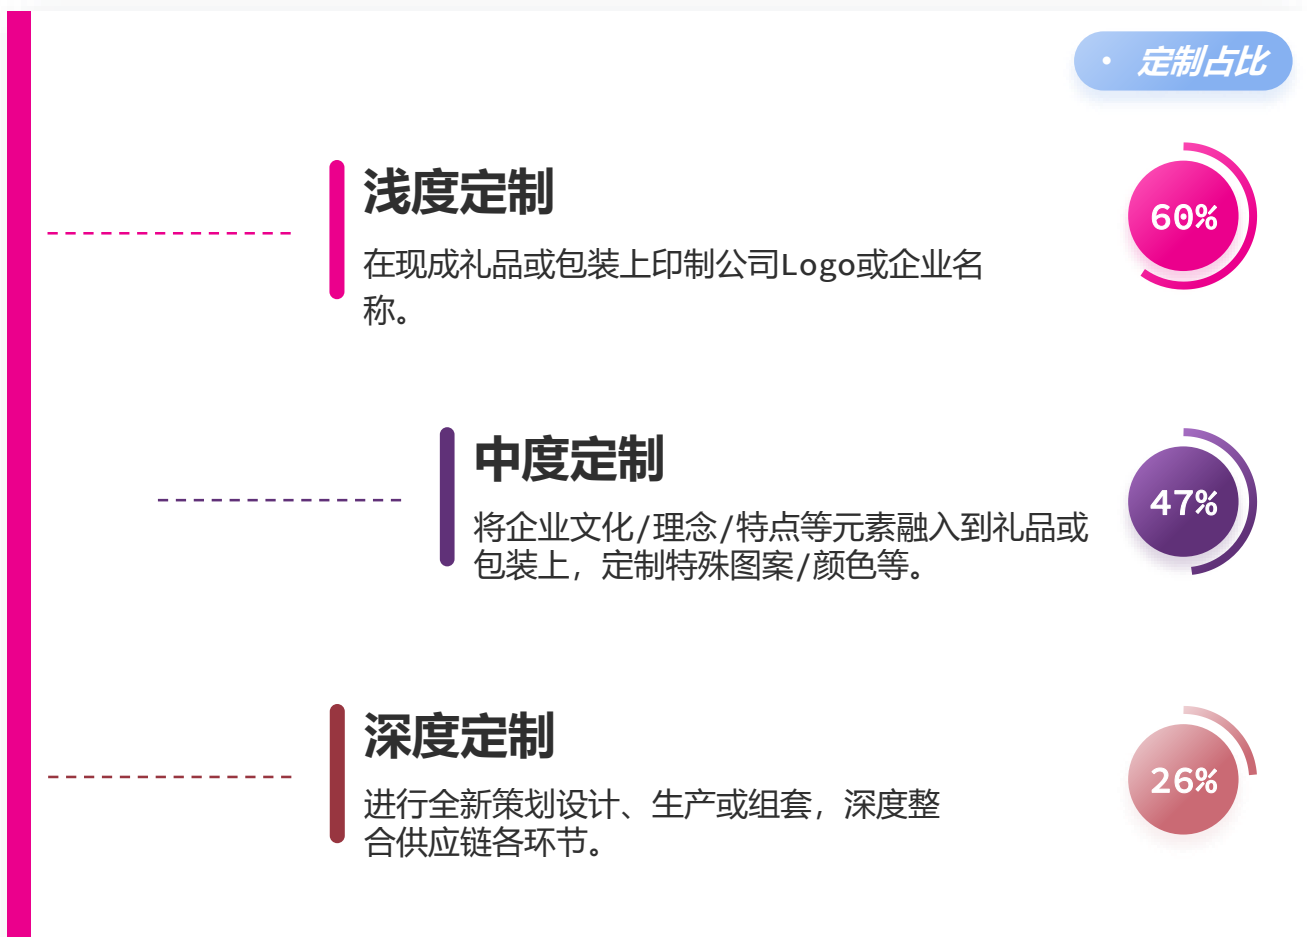 • 定制占比
浅度定制
在现成礼品或包装上印制公司Logo或企业名
称。
60%
中度定制
将企业文化/理念/特点等元素融入到礼品或
包装上，定制特殊图案/颜色等。
47%
深度定制
进行全新策划设计、生产或组套，深度整
合供应链各环节。
26%